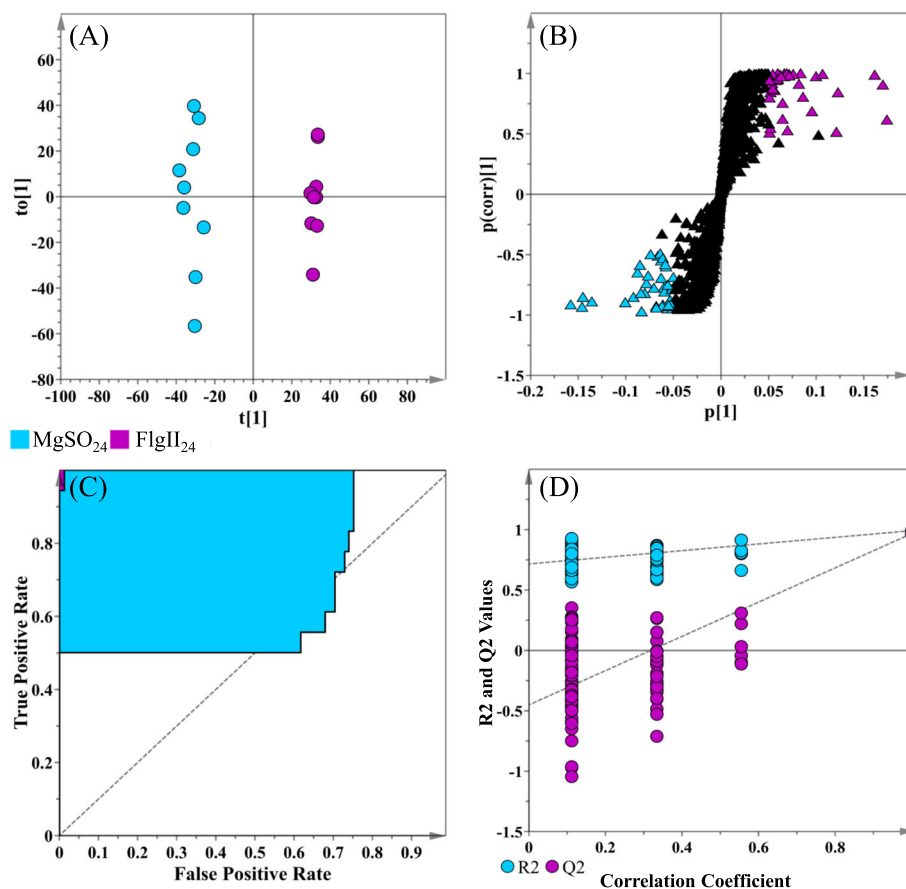 (A)
60
40
20
0
-20
-40
-60
-80
-100 -80 -60 -40 -20 0 20 40 60 80
to[1]
t[1]
(B)
1
0.5
0
-0.5
-1
-1.5
-0.2 -0.15 -0.1 -0.05 0 0.05 0.1 0.15
p(corr)[1]
p[1]
MgSO24 FlgII24
(C)
0.8
0.6
0.4
0.2
0
0 0.1 0.2 0.3 0.4 0.5 0.6 0.7 0.8 0.9
True Positive Rate
False Positive Rate
(D)
1
0.5
0
-0.5
-1
-1.5
0 0.2 0.4 0.6 0.8
R2 and Q2 Values
R2 Q2
Correlation Coefficient